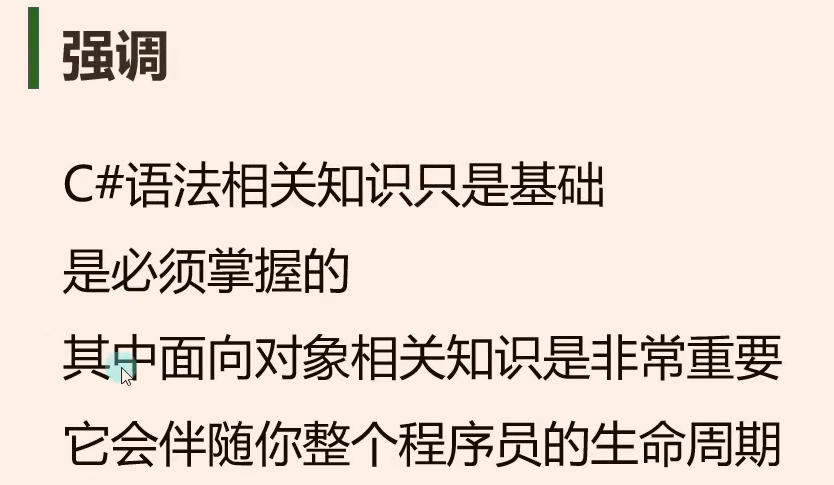 强调
C#语法相关知识只是基础
是必须掌握的
其中面向对象相关知识是非常重要
它会伴随你整个程序员的生命周期